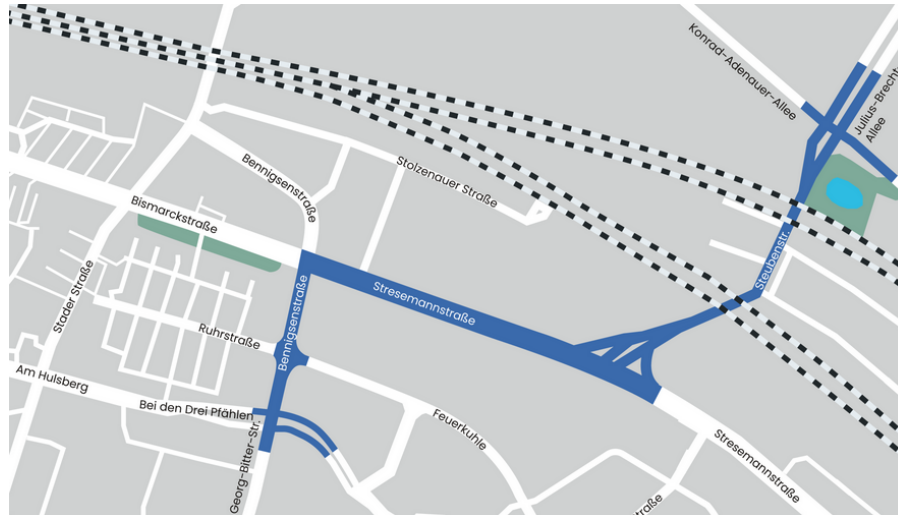 Konrad-Adenauer-Allee
Julius-Brecht-
Allee
Stolzenauer Straße
Bennigsenstraße
Bismarckstraße
Steubenstr.
Stader Straße
Bennigsenstraße
Stresemannstraße
Ruhrstraße
Am Hulsberg
Bei den Drei Pfählen
Feuerkuhle
Georg-Bitter-Str.
Stresemannstraße
straße